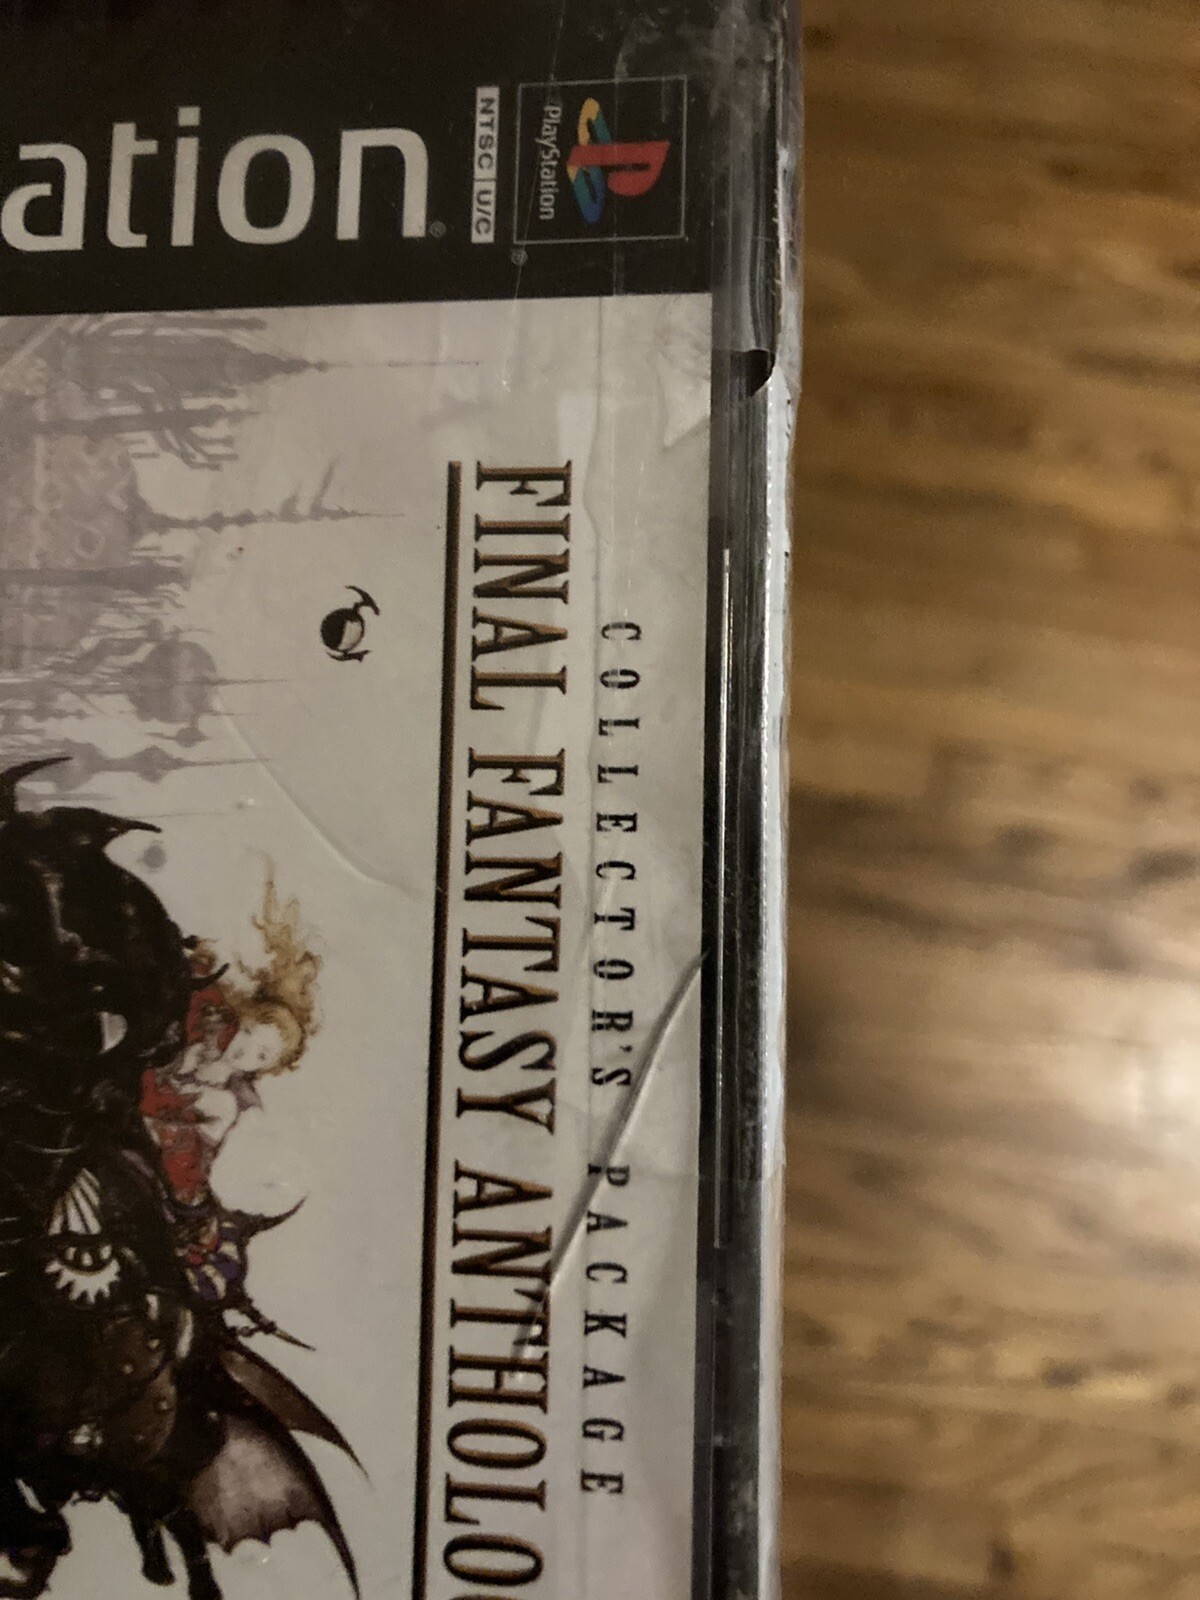 ation®
NTSC U/C
PlayStation
®
COLLECTOR'S PACKAGE
FINAL FANTASY ANTHOLO